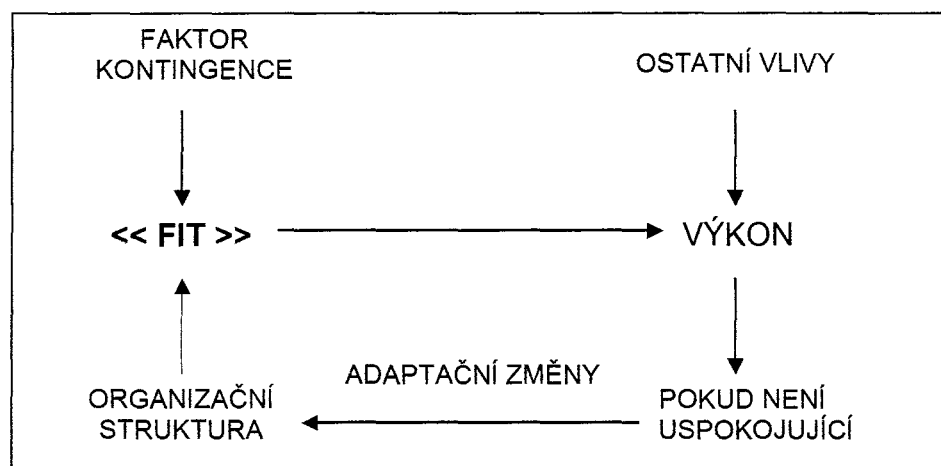 FAKTOR
KONTINGENCE
OSTATNÍ VLIVY
<< FIT >>
VÝKON
ADAPTAČNÍ ZMĚNY
ORGANIZAČNÍ
STRUKTURA
POKUD NENÍ
USPOKOJUJÍCÍ